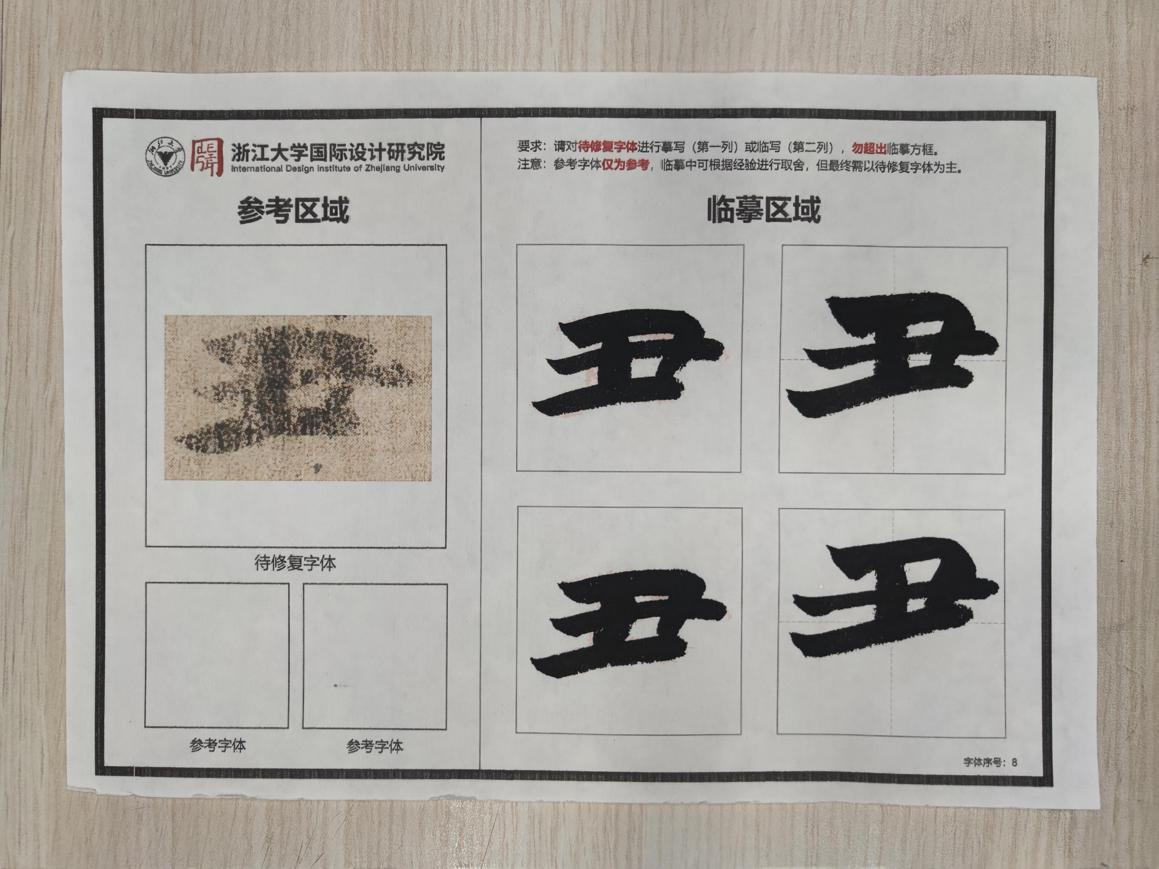 浙江大学国际设计研究院
International Design Institute of Zhejiang University
参考区域
待修复字体
参考字体
参考字体
要求：请对待修复字体进行摹写（第一列）或临写（第二列），勿超出临摹方框。
注意：参考字体仅为参考，临摹中可根据经验进行取舍，但最终需以待修复字体为主。
临摹区域
丑 丑
丑 丑
字体序号：8